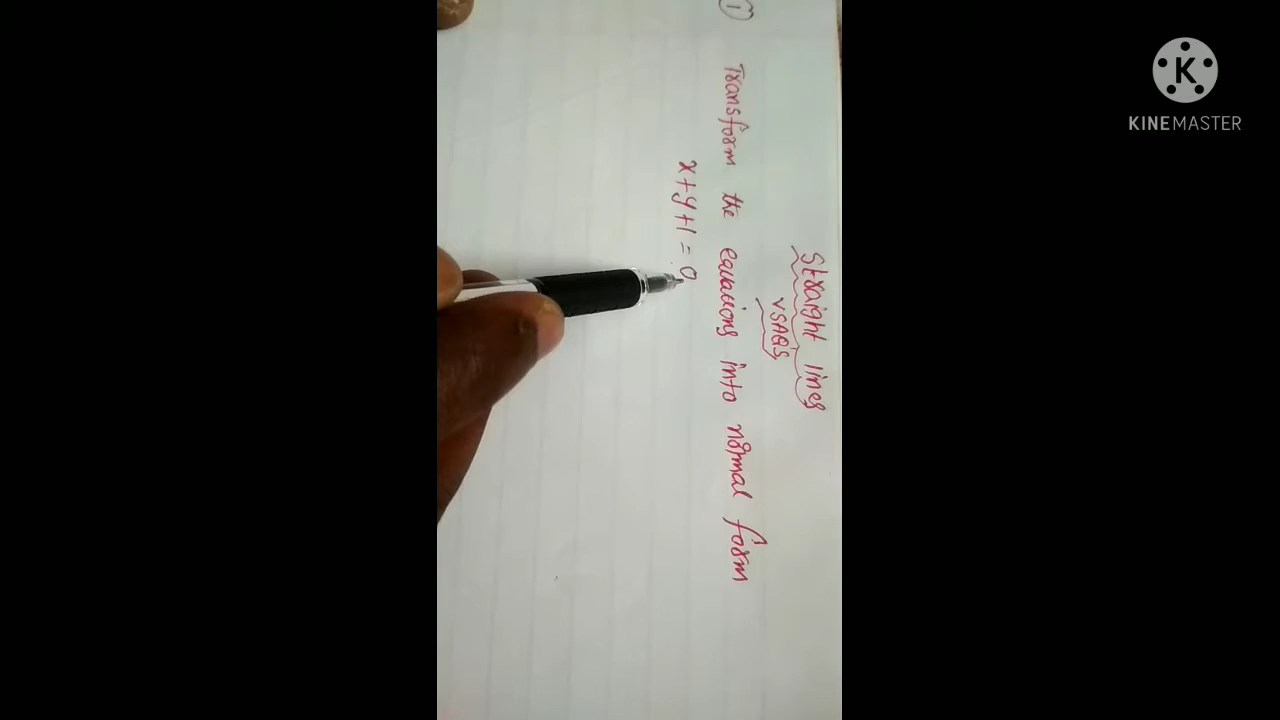 Straight lines
VSAQS
① Transform the equations into normal form
x+y+1=0
KINEMASTER